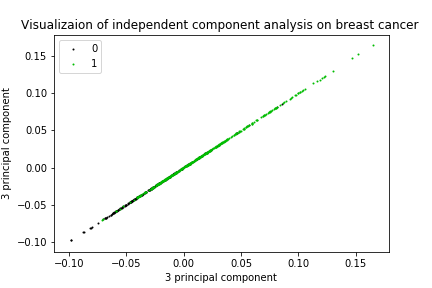 Visualizaion of independent component analysis on breast cancer
0
1
0.15
0.10
0.05
0.00
−0.05
−0.10
3 principal component
−0.10 −0.05 0.00 0.05 0.10 0.15
3 principal component